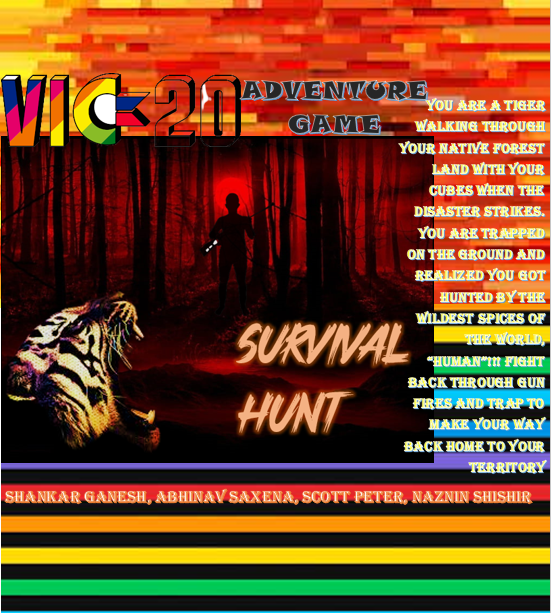 VIC-20
ADVENTURE
GAME
YOU ARE A TIGER
WALKING THROUGH
YOUR NATIVE FOREST
LAND WITH YOUR
CUBES WHEN THE
DISASTER STRIKES.
YOU ARE TRAPPED
ON THE GROUND AND
REALIZED YOU GOT
HUNTED BY THE
WILDEST SPICES OF
THE WORLD,
“HUMAN”!!! FIGHT
BACK THROUGH GUN
FIRES AND TRAP TO
MAKE YOUR WAY
BACK HOME TO YOUR
TERRITORY
SURVIVAL
HUNT
SHANKAR GANESH, ABHINAV SAXENA, SCOTT PETER, NAZNIN SHISHIR